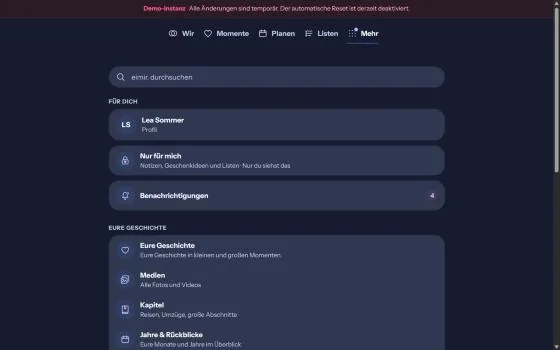 Demo-Instanz Alle Änderungen sind temporär. Der automatische Reset ist derzeit deaktiviert.
Wir Momente Planen Listen Mehr
eimir. durchsuchen
FÜR DICH
LS
Lea Sommer
Profil
Nur für mich
Notizen, Geschenkideen und Listen · Nur du siehst das
Benachrichtigungen
4
EURE GESCHICHTE
Eure Geschichte
Eure Geschichte in kleinen und großen Momenten.
Medien
Alle Fotos und Videos
Kapitel
Reisen, Umzüge, große Abschnitte
Jahre & Rückblicke
Eure Monate und Jahre im Überblick